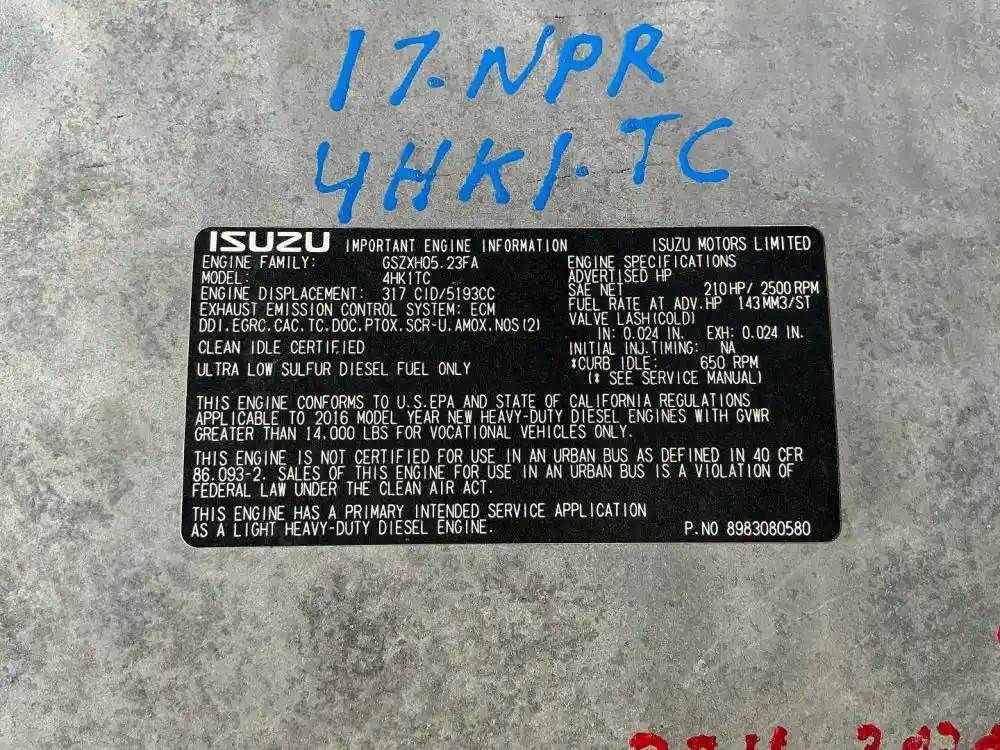 17.NPR
4HK1.TC
ISUZU IMPORTANT ENGINE INFORMATION ISUZU MOTORS LIMITED
ENGINE FAMILY: GSZXH05.23FA ENGINE SPECIFICATIONS
MODEL: 4HK1TC ADVERTISED HP
ENGINE DISPLACEMENT: 317 CID/5193CC SAE NET 210HP/2500RPM
EXHAUST EMISSION CONTROL SYSTEM: ECM FUEL RATE AT ADV.HP 143MM3/ST
DDI.EGRC.CAC.TC.DOC.PTOX.SCR-U.AMOX.NOS(2) VALVE LASH(COLD)
IN: 0.024 IN. EXH: 0.024 IN.
CLEAN IDLE CERTIFIED INITIAL INJ.TIMING: NA
*CURB IDLE: 650 RPM
ULTRA LOW SULFUR DIESEL FUEL ONLY (* SEE SERVICE MANUAL)
THIS ENGINE CONFORMS TO U.S.EPA AND STATE OF CALIFORNIA REGULATIONS
APPLICABLE TO 2016 MODEL YEAR NEW HEAVY-DUTY DIESEL ENGINES WITH GVWR
GREATER THAN 14.000 LBS FOR VOCATIONAL VEHICLES ONLY.
THIS ENGINE IS NOT CERTIFIED FOR USE IN AN URBAN BUS AS DEFINED IN 40 CFR
86.093-2. SALES OF THIS ENGINE FOR USE IN AN URBAN BUS IS A VIOLATION OF
FEDERAL LAW UNDER THE CLEAN AIR ACT.
THIS ENGINE HAS A PRIMARY INTENDED SERVICE APPLICATION
AS A LIGHT HEAVY-DUTY DIESEL ENGINE. P.NO 8983080580